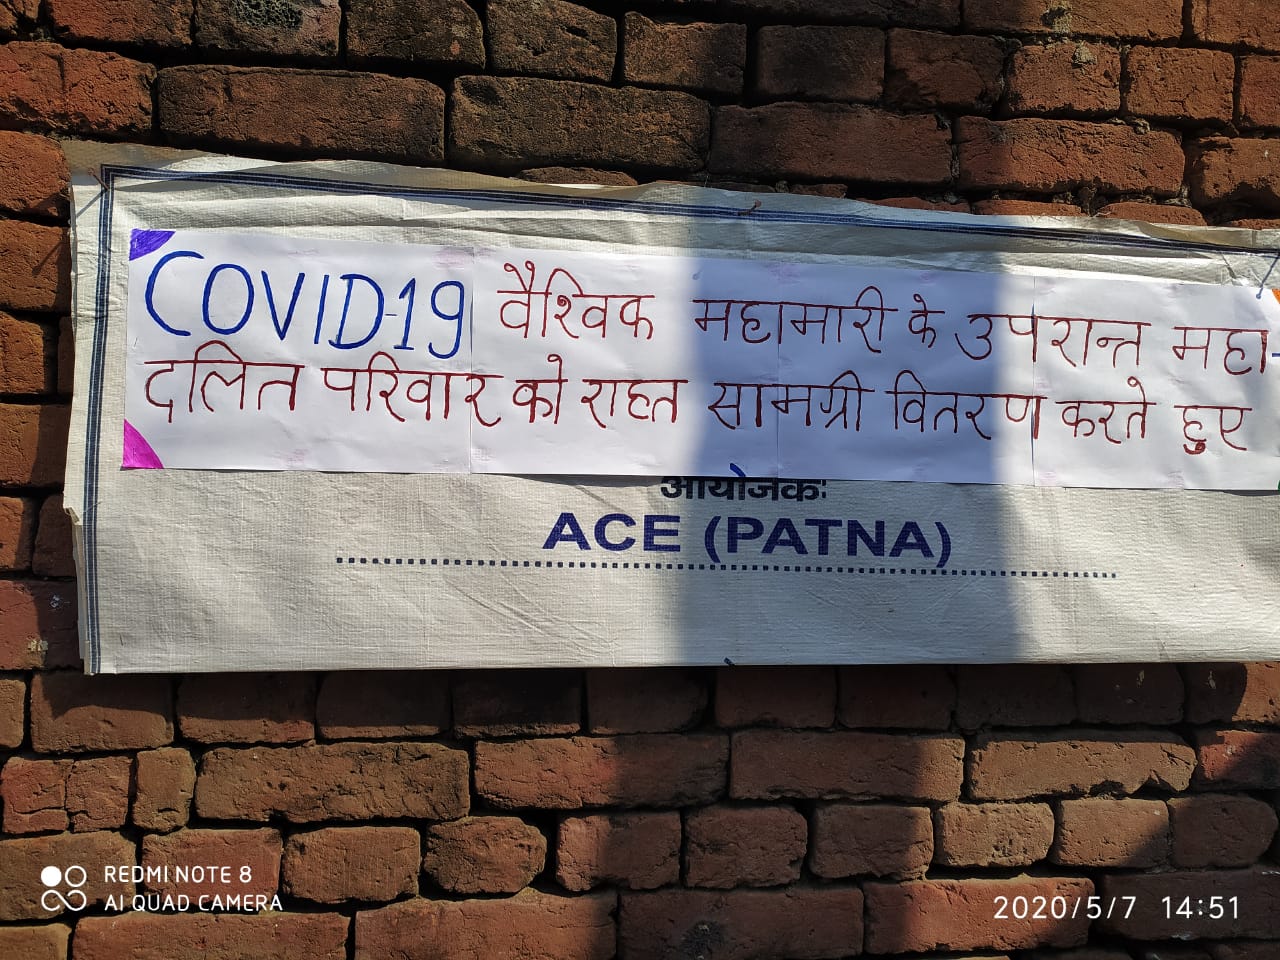 COVID-19 वैश्विक महामारी के उपरान्त महा-
दलित परिवार को राहत सामग्री वितरण करते हुए
आयोजकः
ACE (PATNA)
REDMI NOTE 8
AI QUAD CAMERA
2020/5/7 14:51